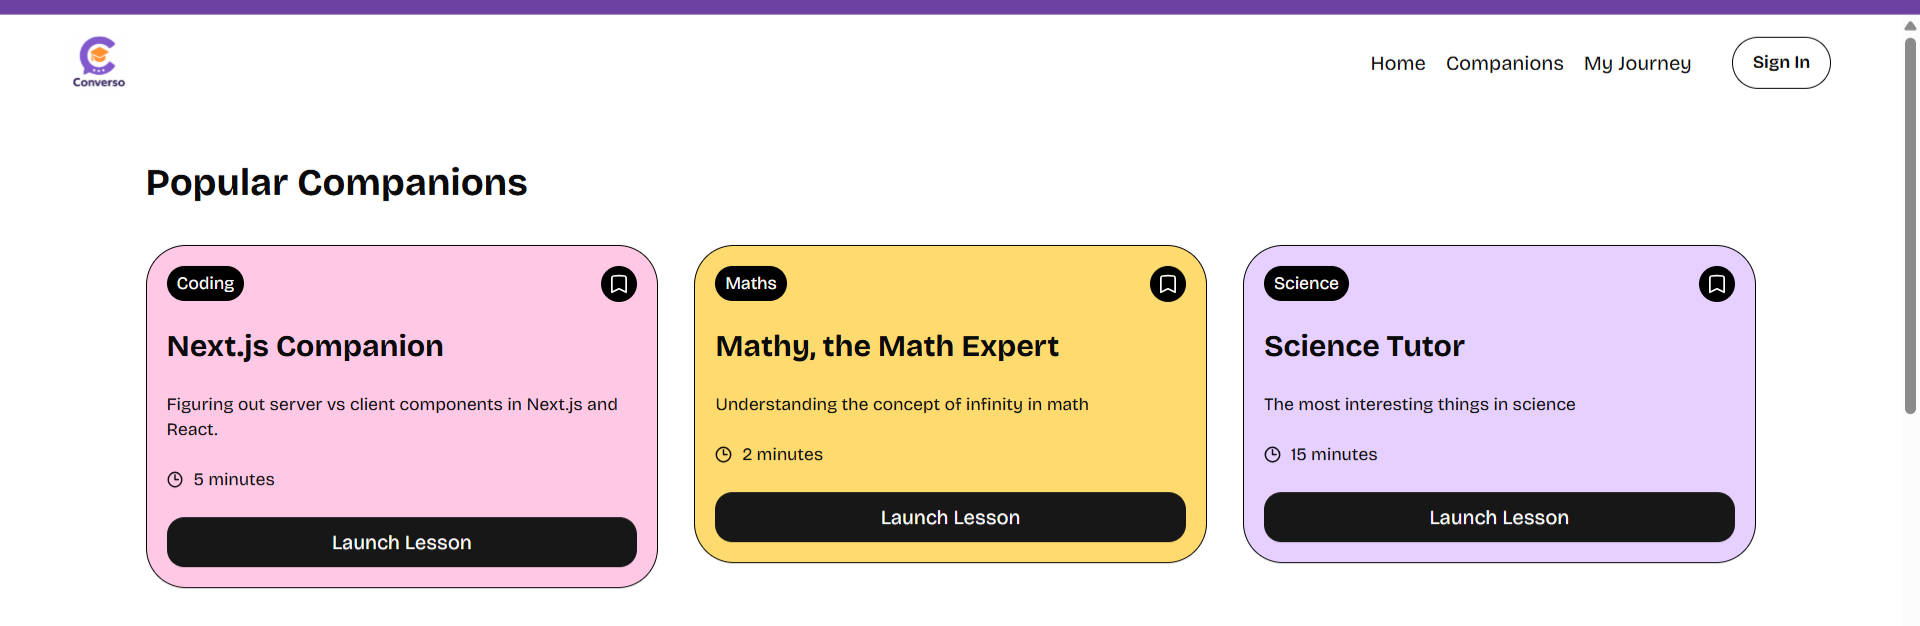 Converso
Home Companions My Journey Sign In
Popular Companions
Coding
Next.js Companion
Figuring out server vs client components in Next.js and
React.
5 minutes
Launch Lesson
Maths
Mathy, the Math Expert
Understanding the concept of infinity in math
2 minutes
Launch Lesson
Science
Science Tutor
The most interesting things in science
15 minutes
Launch Lesson